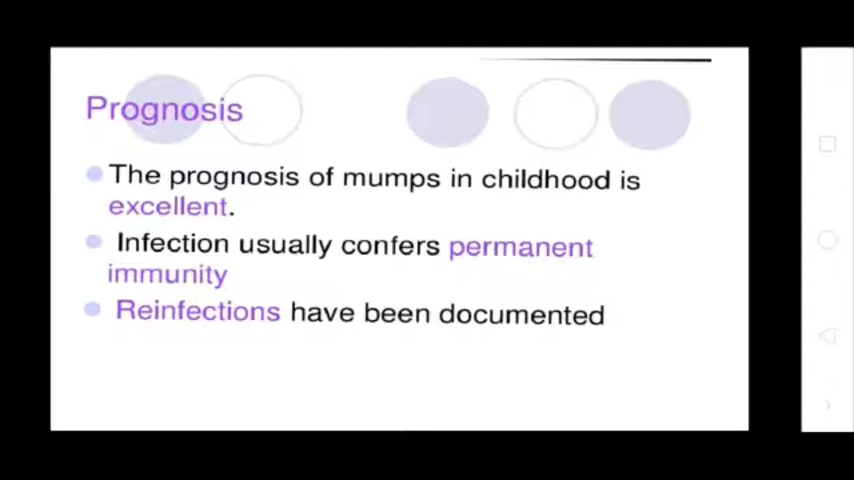 Prognosis
The prognosis of mumps in childhood is
excellent.
Infection usually confers permanent
immunity
Reinfections have been documented